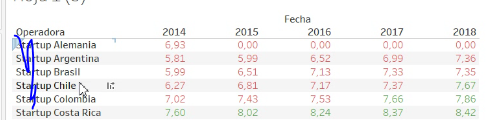 Fecha
Operadora 2014 2015 2016 2017 2018
Startup Alemania 6,93 0,00 0,00 0,00 0,00
Startup Argentina 5,81 5,99 6,52 6,99 7,36
Startup Brasil 5,99 6,51 7,13 7,33 7,35
Startup Chile 6,27 6,81 7,17 7,37 7,67
Startup Colombia 7,02 7,43 7,53 7,66 7,86
Startup Costa Rica 7,60 8,02 8,24 8,37 8,42